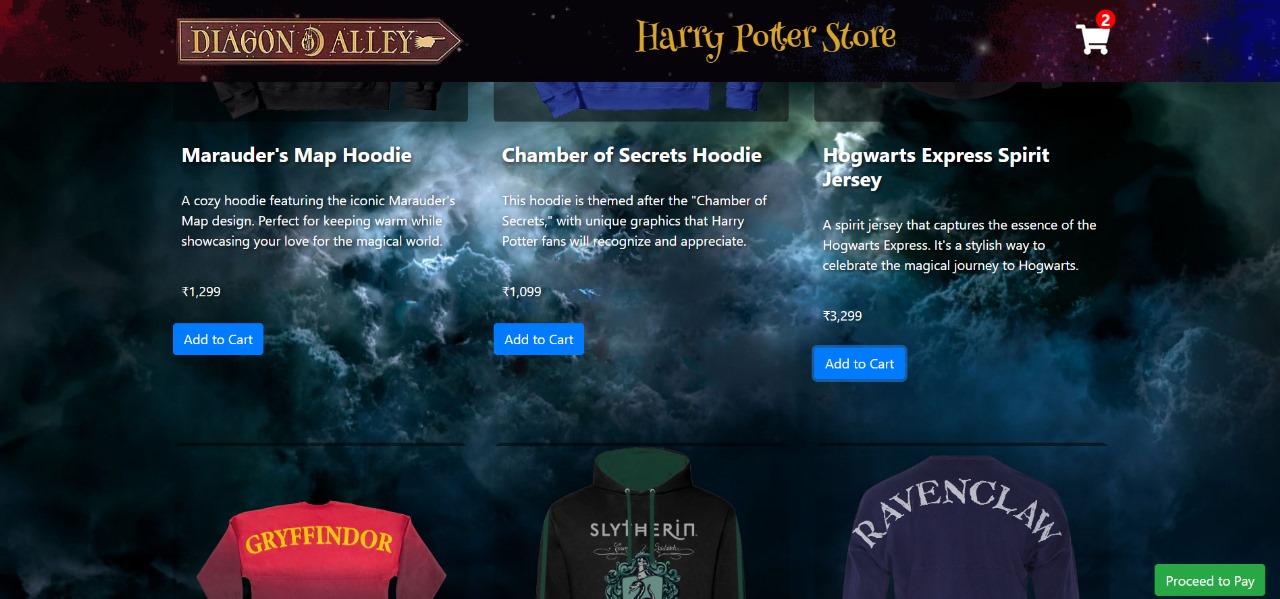 DIAGON ALLEY
Harry Potter Store
2
Marauder's Map Hoodie
A cozy hoodie featuring the iconic Marauder's
Map design. Perfect for keeping warm while
showcasing your love for the magical world.
₹1,299
Add to Cart
Chamber of Secrets Hoodie
This hoodie is themed after the "Chamber of
Secrets," with unique graphics that Harry
Potter fans will recognize and appreciate.
₹1,099
Add to Cart
Hogwarts Express Spirit
Jersey
A spirit jersey that captures the essence of the
Hogwarts Express. It's a stylish way to
celebrate the magical journey to Hogwarts.
₹3,299
Add to Cart
GRYFFINDOR
SLYTHERIN
RAVENCLAW
Proceed to Pay